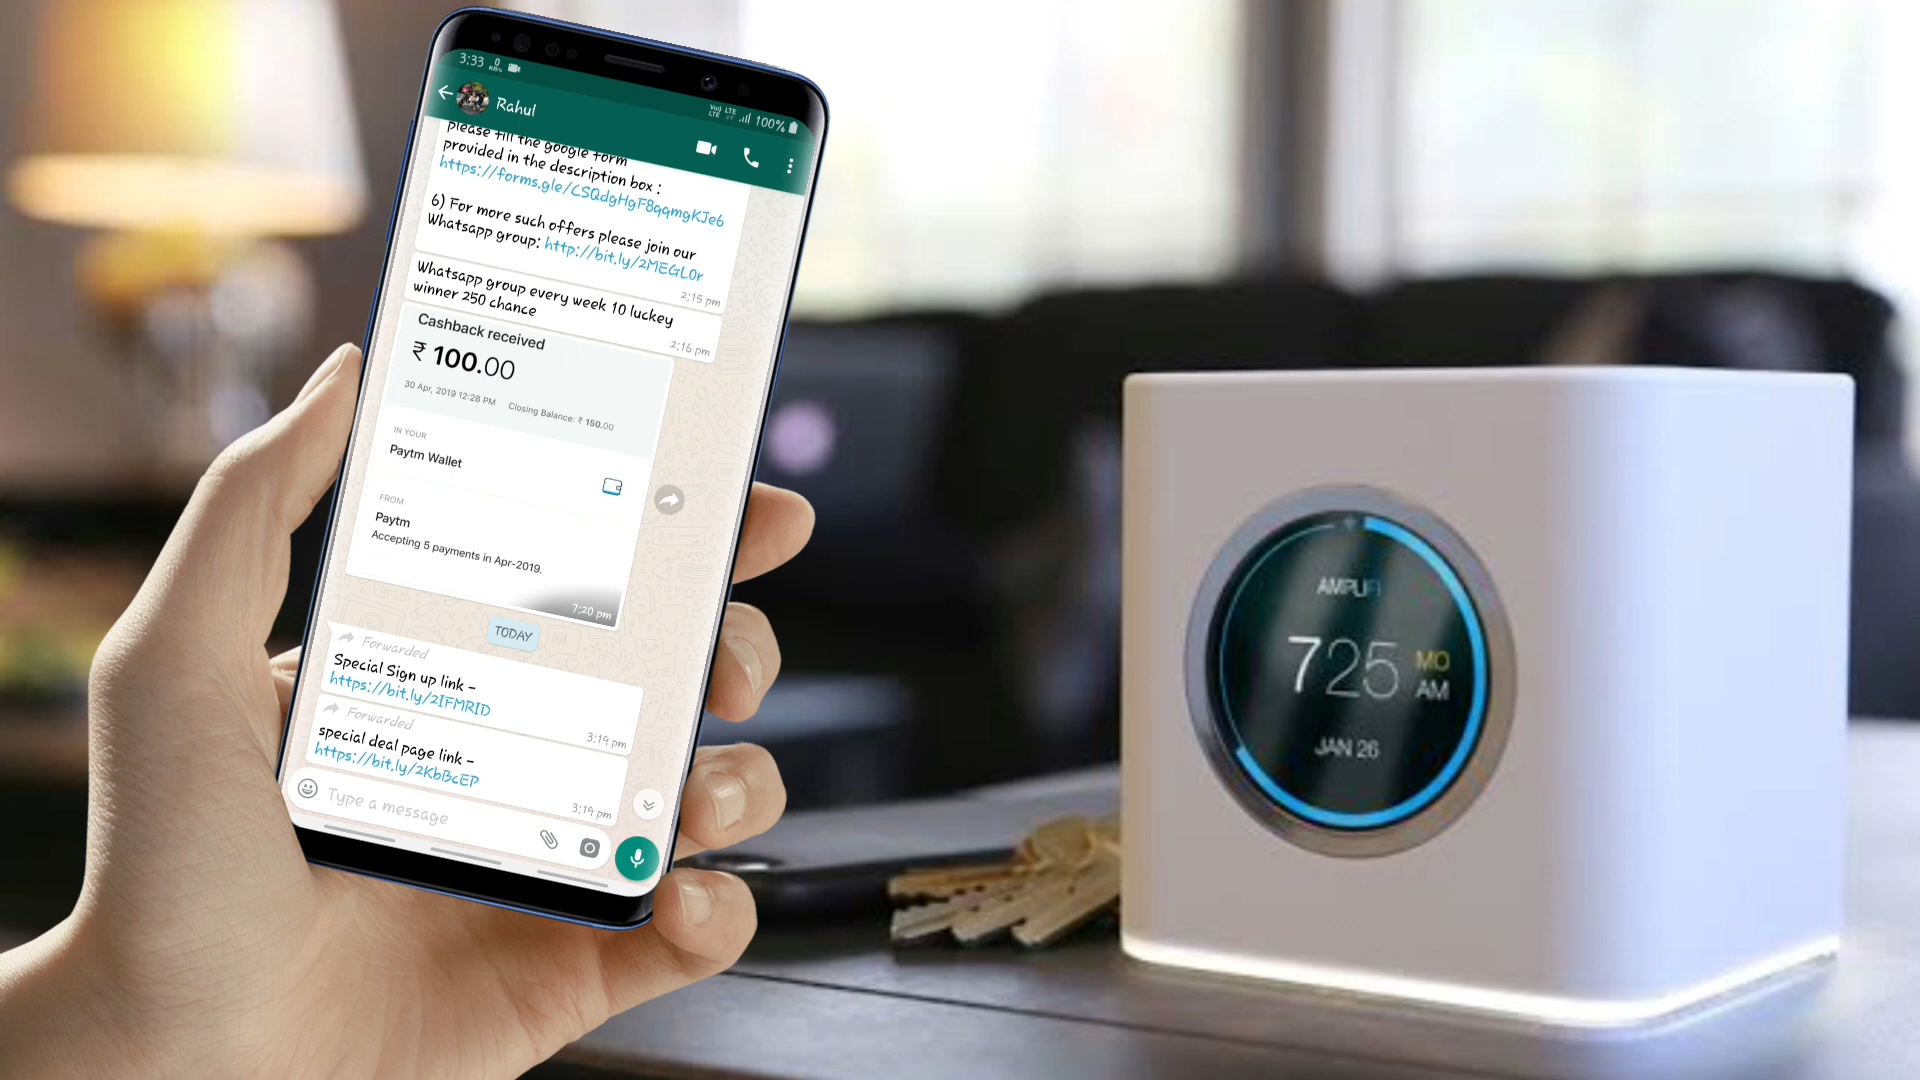 3:33 0 KB/s Vo) LTE LTE 100%
Rahul
please fill the google form
provided in the description box :
https://forms.gle/CSQdgHgF8qqmgKJe6
6) For more such offers please join our
Whatsapp group: http://bit.ly/2MEGL0r
2:15 pm
Whatsapp group every week 10 luckey
winner 250 chance
2:16 pm
Cashback received
₹ 100.00
30 Apr, 2019 12:28 PM Closing Balance: ₹ 150.00
IN YOUR
Paytm Wallet
FROM
Paytm
Accepting 5 payments in Apr-2019.
7:20 pm
TODAY
Forwarded
Special Sign up link -
https://bit.ly/2IFMRID
3:19 pm
Forwarded
special deal page link -
https://bit.ly/2KbBcEP
3:19 pm
Type a message
AMPLIFI
725 MO
AM
JAN 26